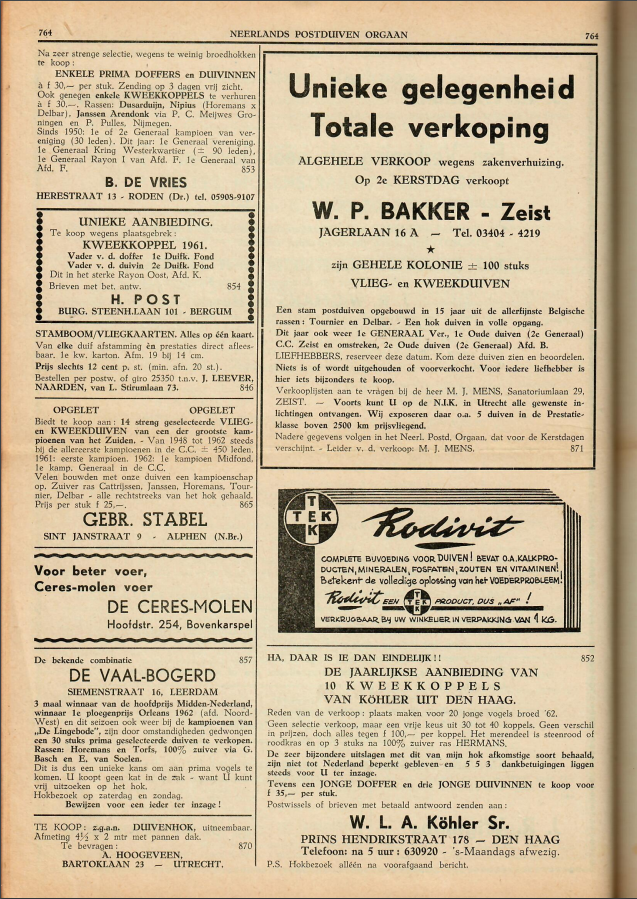 764
NEERLANDS POSTDUIVEN ORGAAN
764
Na zeer strenge selectie, wegens te weinig broedhokken
te koop :
ENKELE PRIMA DOFFERS en DUIVINNEN
à f 30,— per stuk. Zending op 3 dagen vrij zicht.
Ook genegen enkele KWEEKKOPPELS te verhuren
à f 30.—. Rassen: Dusarduijn, Nipius (Horemans x
Delbar), Janssen Arendonk via P. C. Meijwes Gro-
ningen en P. Pulles, Nijmegen.
Sinds 1950: 1e of 2e Generaal kampioen van ver-
eniging (30 leden). Dit jaar: 1e Generaal vereniging,
1e Generaal Kring Westerkwartier (± 90 leden),
1e Generaal Rayon I van Afd. F. 1e Generaal van
Afd. F. 853
B. DE VRIES
HERESTRAAT 13 - RODEN (Dr.) tel. 05908-9107
UNIEKE AANBIEDING.
Te koop wegens plaatsgebrek :
KWEEKKOPPEL 1961.
Vader v. d. doffer 1e Duifk. Fond
Vader v. d. duivin 2e Duifk. Fond
Dit in het sterke Rayon Oost, Afd. K.
Brieven met bet. antw. 854
H. POST
BURG. STEENH.LAAN 101 - BERGUM
STAMBOOM/VLIEGKAARTEN. Alles op één kaart.
Van elke duif afstamming én prestaties direct aflees-
baar. 1e kw. karton. Afm. 19 bij 14 cm.
Prijs slechts 12 cent p. st. (min. afn. 20 st.).
Bestellen per postw. of giro 25350 t.n.v. J. LEEVER,
NAARDEN, van L. Stirumlaan 73. 846
OPGELET OPGELET
Biedt te koop aan : 14 streng geselecteerde VLIEG-
en KWEEKDUIVEN van een der grootste kam-
pioenen van het Zuiden. - Van 1948 tot 1962 steeds
bij de allereerste kampioenen in de C.C. ± 450 leden.
1961: eerste kampioen. 1962: 1e kampioen Midfond.
1e kamp. Generaal in de C.C.
Velen bouwden met onze duiven een kampioenschap
op. Zuiver ras Cattrijssen, Janssen, Horemans, Tour-
nier, Delbar - alle rechtstreeks van het hok gehaald.
Prijs per stuk f 25,—. 865
GEBR. STABEL
SINT JANSTRAAT 9 - ALPHEN (N.Br.)
Voor beter voer,
Ceres-molen voer
DE CERES-MOLEN
Hoofdstr. 254, Bovenkarspel
De bekende combinatie 857
DE VAAL-BOGERD
SIEMENSTRAAT 16, LEERDAM
3 maal winnaar van de hoofdprijs Midden-Nederland,
winnaar 1e ploegenprijs Orleans 1962 (afd. Noord-
West) en dit seizoen ook weer bij de kampioenen van
„De Lingebode”, zijn door omstandigheden gedwongen
een 30 stuks prima geselecteerde duiven te verkopen.
Rassen: Horemans en Torfs, 100% zuiver via G.
Basch en E. van Soelen.
Dit is dus een unieke kans om aan prima vogels te
komen. U koopt geen kat in de zak - want U kunt
vrij uitzoeken op het hok.
Hokbezoek op zaterdag en zondag.
Bewijzen voor een ieder ter inzage !
TE KOOP : z.g.a.n. DUIVENHOK, uitneembaar.
Afmeting 4½ x 2 mtr met pannen dak.
Te bevragen : 870
A. HOOGEVEEN,
BARTOKLAAN 23 — UTRECHT.
Unieke gelegenheid
Totale verkoping
ALGEHELE VERKOOP wegens zakenverhuizing.
Op 2e KERSTDAG verkoopt
W. P. BAKKER - Zeist
JAGERLAAN 16 A — Tel. 03404 - 4219
★
zijn GEHELE KOLONIE ± 100 stuks
VLIEG- en KWEEKDUIVEN
Een stam postduiven opgebouwd in 15 jaar uit de allerfijnste Belgische
rassen : Tournier en Delbar. - Een hok duiven in volle opgang.
Dit jaar ook weer 1e GENERAAL Ver., 1e Oude duiven (2e Generaal)
C.C. Zeist en omstreken, 2e Oude duiven (2e Generaal) Afd. B.
LIEFHEBBERS, reserveer deze datum. Kom deze duiven zien en beoordelen.
Niets is of wordt uitgehouden of voorverkocht. Voor iedere liefhebber is
hier iets bijzonders te koop.
Verkooplijsten aan te vragen bij de heer M. J. MENS, Sanatoriumlaan 29,
ZEIST. — Voorts kunt U op de N.I.K. in Utrecht alle gewenste in-
lichtingen ontvangen. Wij exposeren daar o.a. 5 duiven in de Prestatie-
klasse boven 2500 km prijsvliegend.
Nadere gegevens volgen in het Neerl. Postd. Orgaan, dat voor de Kerstdagen
verschijnt. - Leider v. d. verkoop: M. J. MENS. 871
TEK
TEK
Rodivit
COMPLETE BIJVOEDING VOOR DUIVEN! BEVAT O.A. KALKPRO-
DUCTEN, MINERALEN, FOSFATEN, ZOUTEN EN VITAMINEN!
Betekent de volledige oplossing van het VOEDERPROBLEEM!
Rodivit EEN TEK TEK PRODUCT, DUS „AF” !
VERKRIJGBAAR BIJ UW WINKELIER IN VERPAKKING VAN 1 KG.
HA, DAAR IS IE DAN EINDELIJK !! 852
DE JAARLIJKSE AANBIEDING VAN
10 KWEEKKOPPELS
VAN KÖHLER UIT DEN HAAG.
Reden van de verkoop : plaats maken voor 20 jonge vogels broed '62.
Geen selectie verkoop, maar een vrije keus uit 30 tot 40 koppels. Geen verschil
in prijzen, doch alles tegen f 100,— per koppel. Het merendeel is steenrood of
roodkras en op 3 stuks na 100% zuiver ras HERMANS.
De zeer bijzondere uitslagen met dit van mijn hok afkomstige soort behaald,
zijn niet tot Nederland beperkt gebleven en 5 5 3 dankbetuigingen liggen
steeds voor U ter inzage.
Tevens een JONGE DOFFER en drie JONGE DUIVINNEN te koop voor
f 35,— per stuk.
Postwissels of brieven met betaald antwoord zenden aan :
W. L. A. Köhler Sr.
PRINS HENDRIKSTRAAT 178 — DEN HAAG
Telefoon: na 5 uur : 630920 - 's-Maandags afwezig.
P.S. Hokbezoek alléén na voorafgaand bericht.